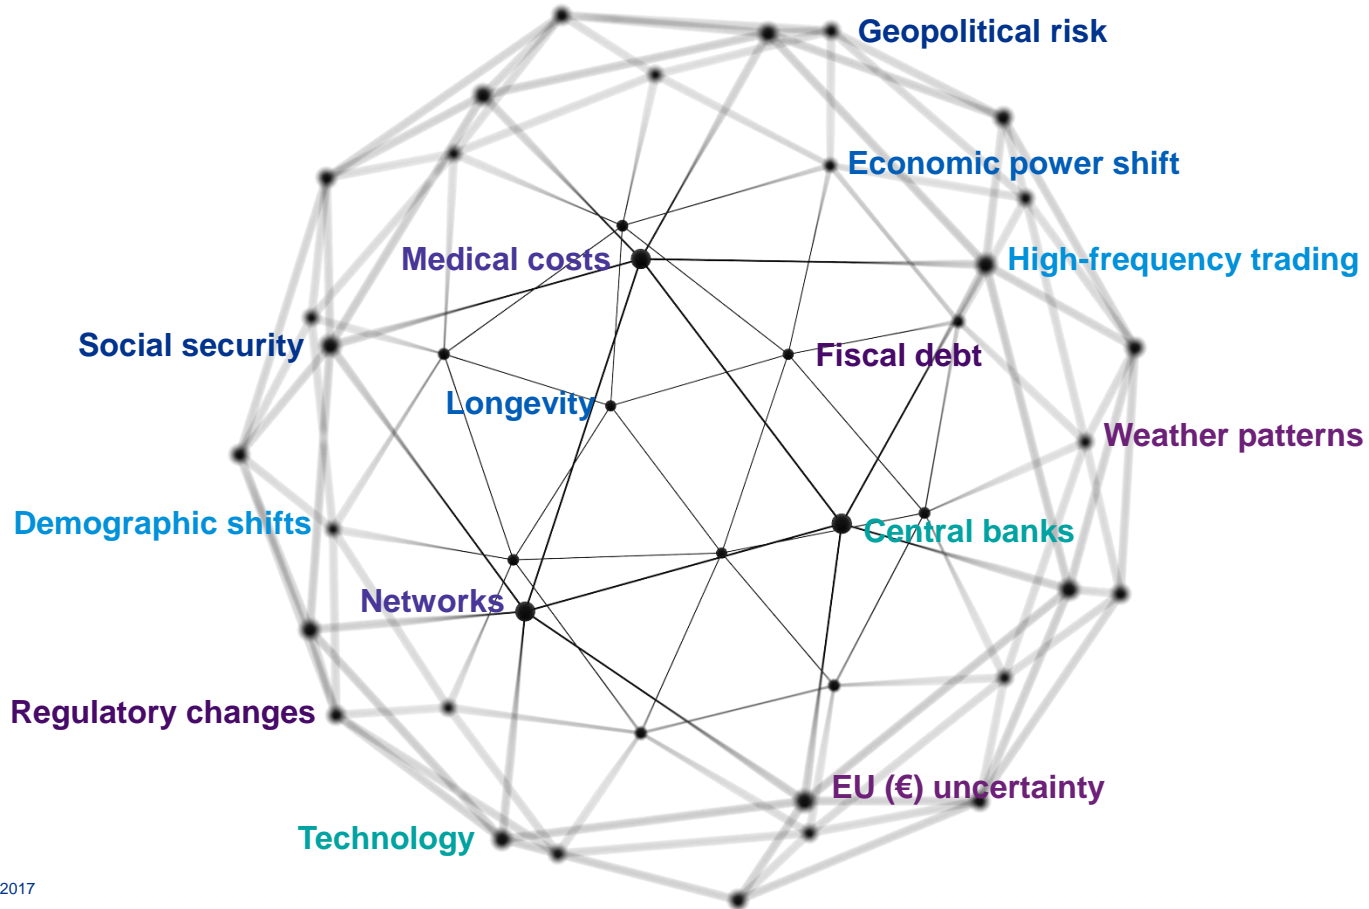 Geopolitical risk
Economic power shift
Medical costs
High-frequency trading
Social security
Fiscal debt
Longevity
Weather patterns
Demographic shifts
Central banks
Networks
Regulatory changes
EU (€) uncertainty
Technology
2017